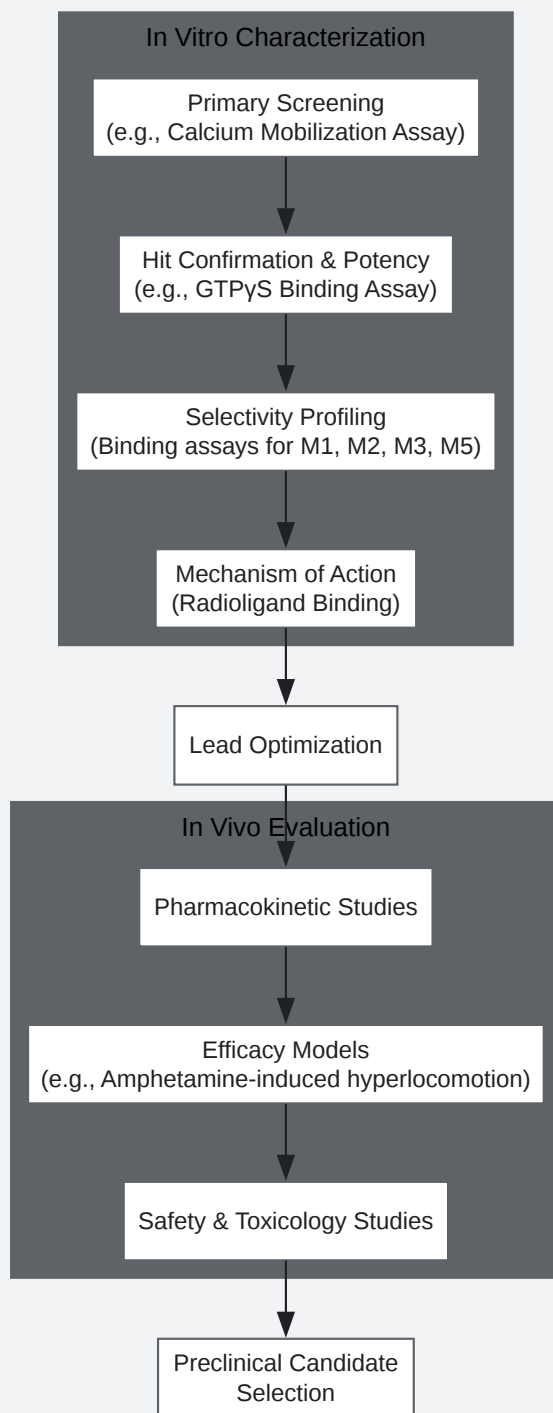 In Vitro Characterization
Primary Screening
(e.g., Calcium Mobilization Assay)
Hit Confirmation & Potency
(e.g., GTPγS Binding Assay)
Selectivity Profiling
(Binding assays for M1, M2, M3, M5)
Mechanism of Action
(Radioligand Binding)
Lead Optimization
In Vivo Evaluation
Pharmacokinetic Studies
Efficacy Models
(e.g., Amphetamine-induced hyperlocomotion)
Safety & Toxicology Studies
Preclinical Candidate
Selection